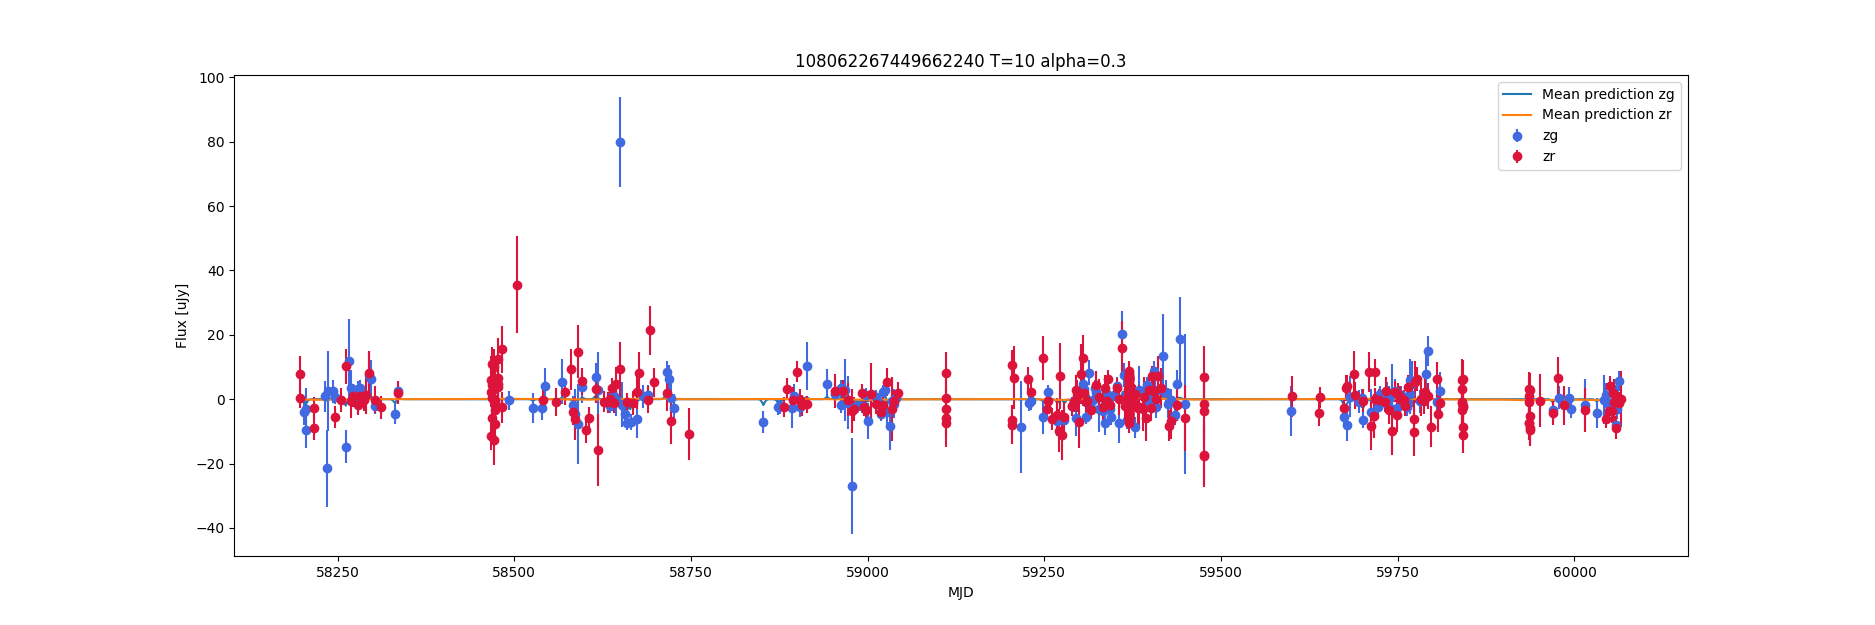 108062267449662240 T=10 alpha=0.3
Mean prediction zg
Mean prediction zr
zg
zr
Flux [uJy]
100
80
60
40
20
0
−20
−40
58250 58500 58750 59000 59250 59500 59750 60000
MJD